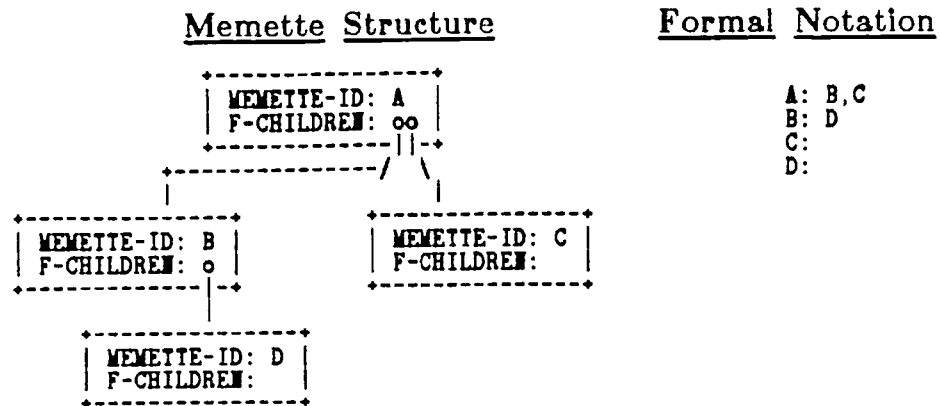 Memette Structure
Formal Notation
MEMETTE-ID: A
F-CHILDREN: oo
A: B,C
B: D
C:
D:
MEMETTE-ID: B
F-CHILDREN: o
MEMETTE-ID: C
F-CHILDREN:
MEMETTE-ID: D
F-CHILDREN: